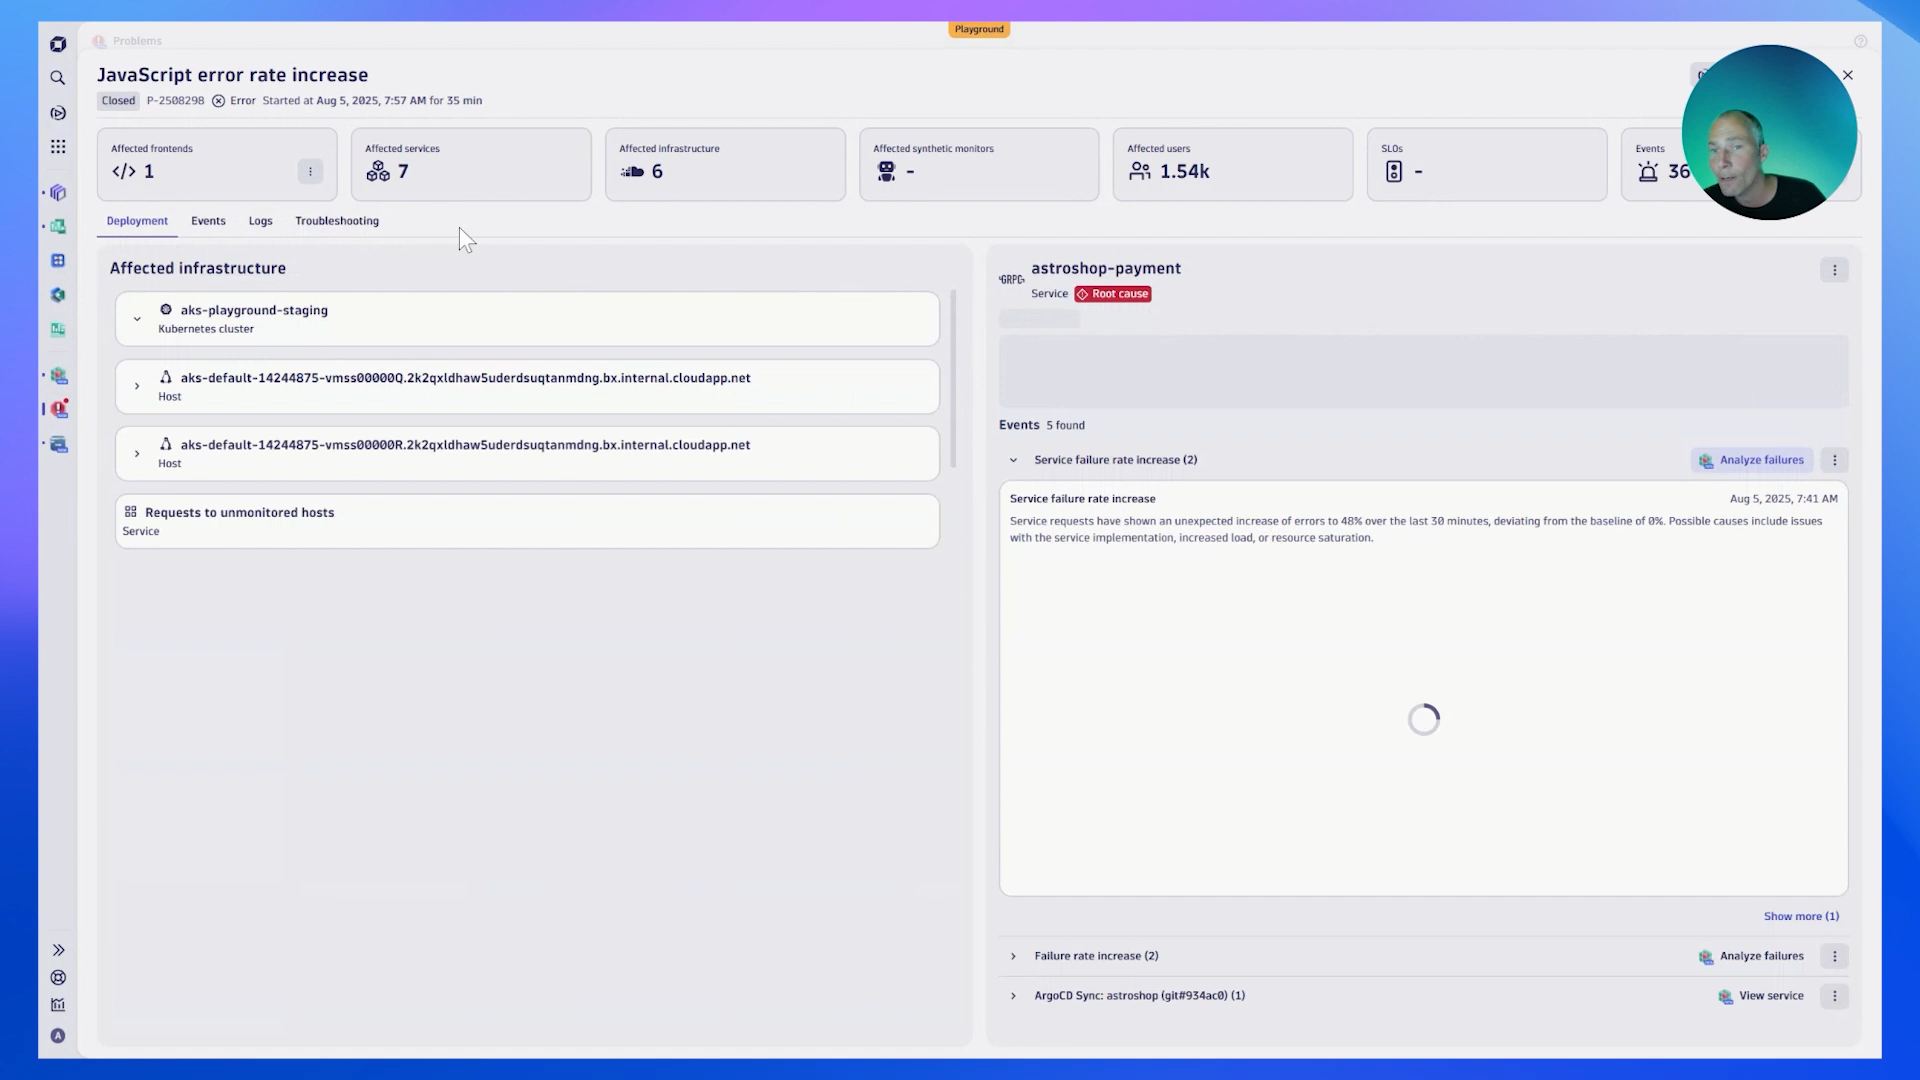 Playground
Problems
JavaScript error rate increase
Closed P-2508298 Error Started at Aug 5, 2025, 7:57 AM for 35 min
Affected frontends
1
Affected services
7
Affected infrastructure
6
Affected synthetic monitors
-
Affected users
1.54k
SLOs
-
Events
36
Deployment Events Logs Troubleshooting
Affected infrastructure
aks-playground-staging
Kubernetes cluster
aks-default-14244875-vmss00000Q.2k2qxldhaw5uderdsuqtanmdng.bx.internal.cloudapp.net
Host
aks-default-14244875-vmss00000R.2k2qxldhaw5uderdsuqtanmdng.bx.internal.cloudapp.net
Host
Requests to unmonitored hosts
Service
GRPC
astroshop-payment
Service Root cause
Events 5 found
Service failure rate increase (2) Analyze failures
Service failure rate increase Aug 5, 2025, 7:41 AM
Service requests have shown an unexpected increase of errors to 48% over the last 30 minutes, deviating from the baseline of 0%. Possible causes include issues
with the service implementation, increased load, or resource saturation.
Show more (1)
Failure rate increase (2) Analyze failures
ArgoCD Sync: astroshop (git#934ac0) (1) View service
A